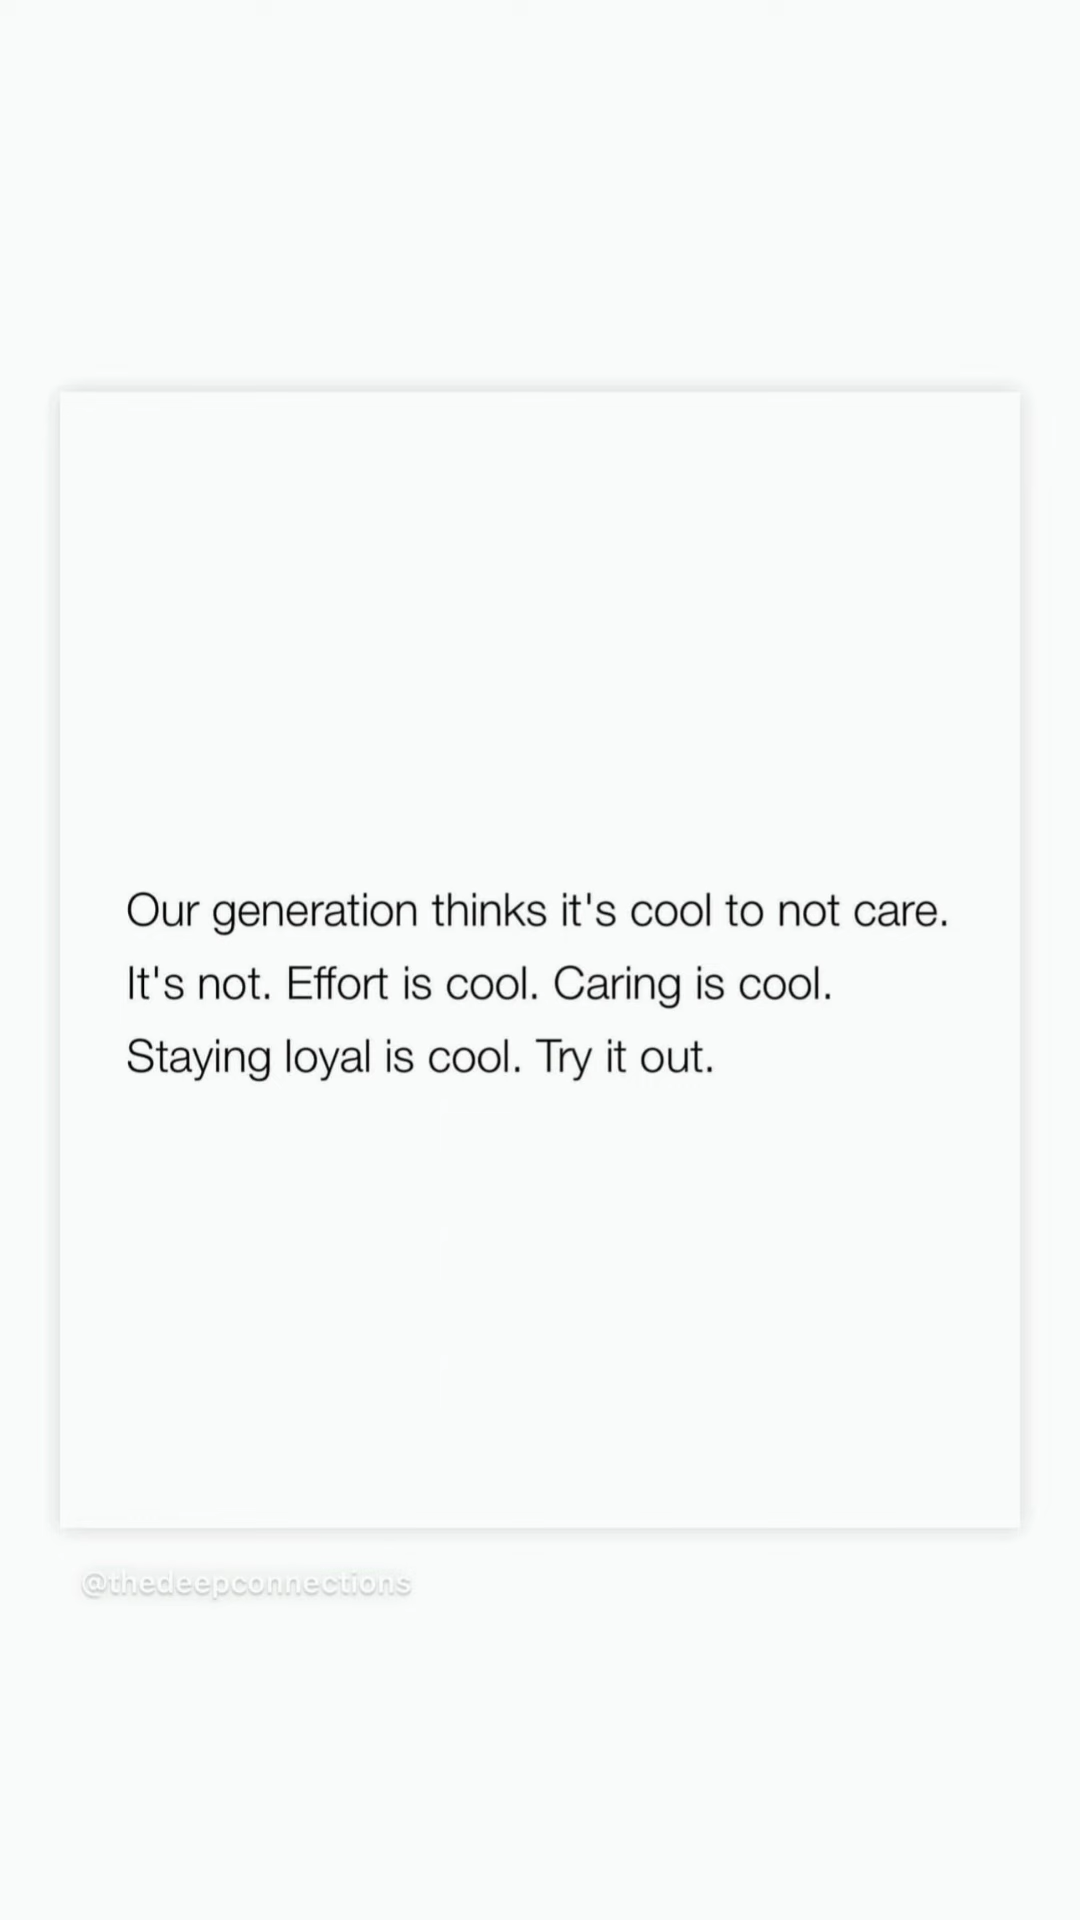 Our generation thinks it's cool to not care.
It's not. Effort is cool. Caring is cool.
Staying loyal is cool. Try it out.
@thedeepconnections